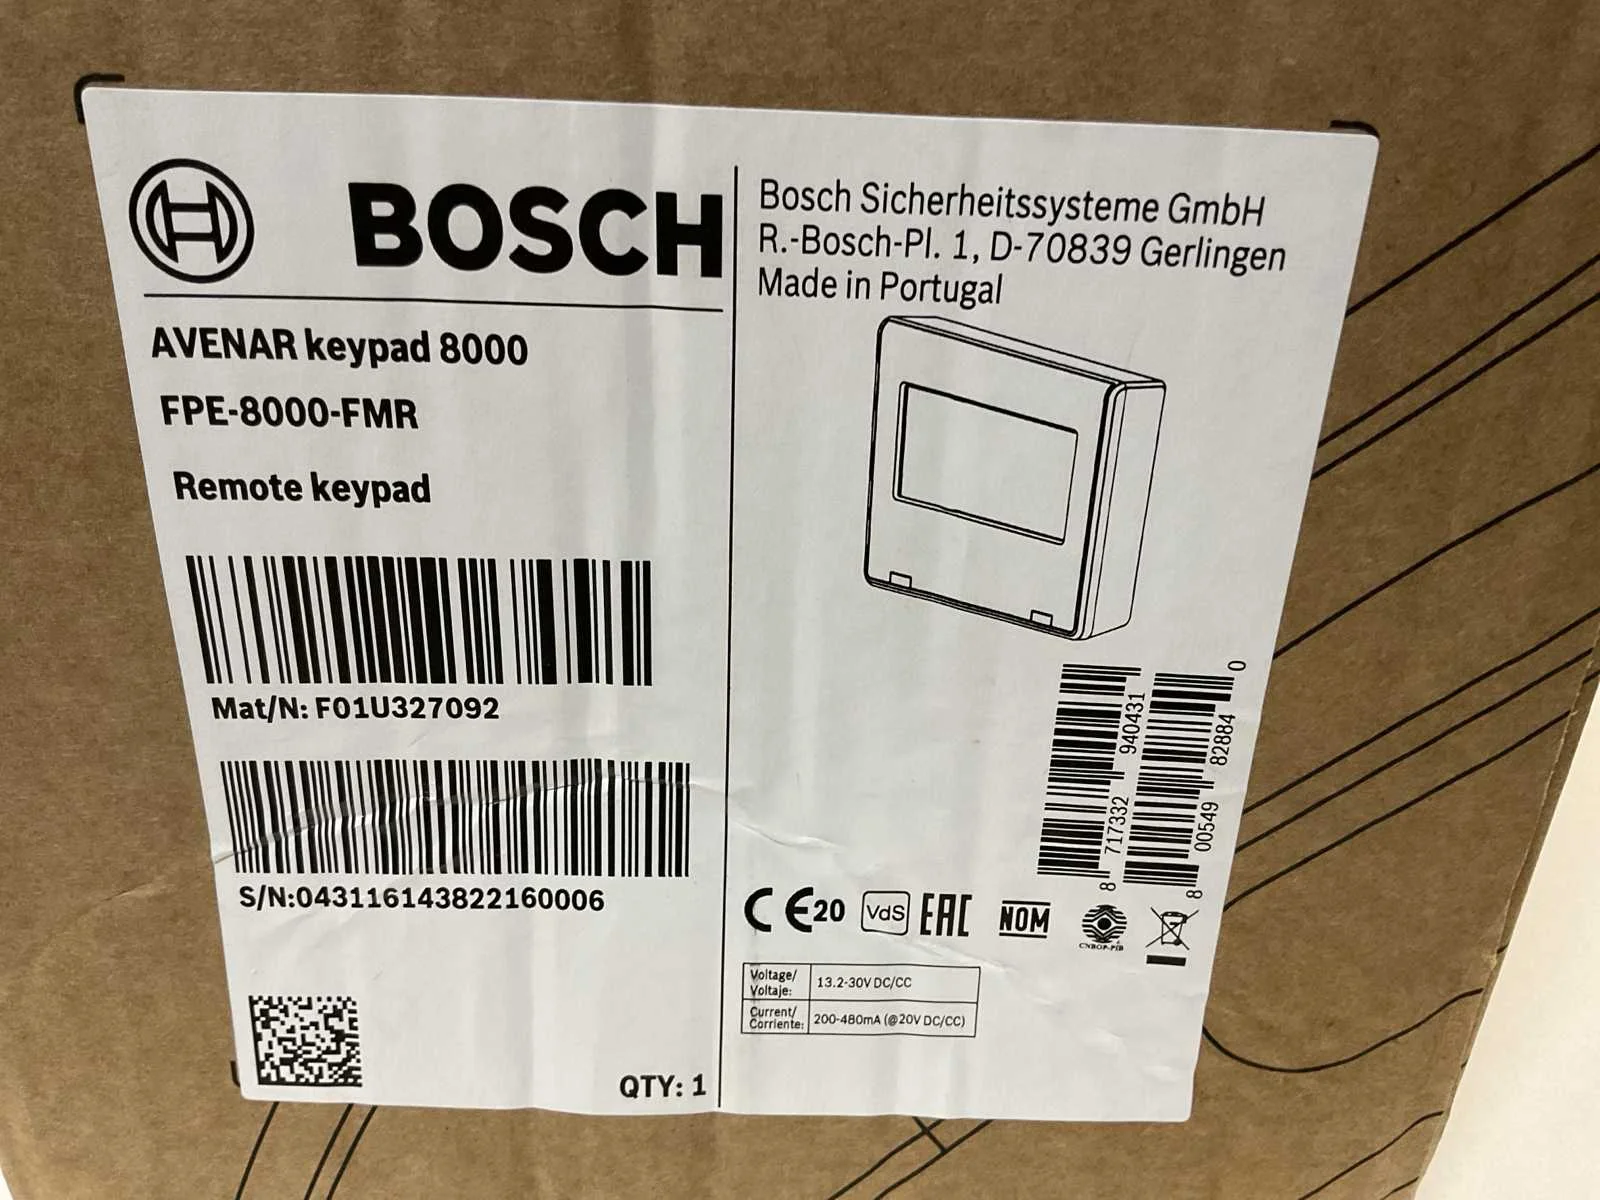 BOSCH
AVENAR keypad 8000
FPE-8000-FMR
Remote keypad
Mat/N: F01U327092
S/N:043116143822160006
QTY: 1
Bosch Sicherheitssysteme GmbH
R.-Bosch-Pl. 1, D-70839 Gerlingen
Made in Portugal
8 717332 940431
8 00549 82884 0
CE20 VdS EAC NOM CNBOP-PIB
Voltage/
Voltaje: 13.2-30V DC/CC
Current/
Corriente: 200-480mA (@20V DC/CC)